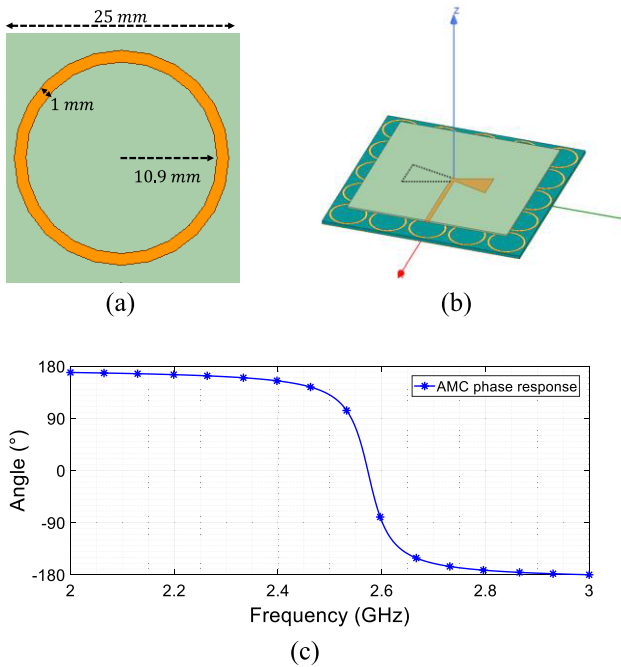 25 mm
1 mm
10.9 mm
(a)
z
(b)
180
90
0
-90
-180
Angle (°)
AMC phase response
2 2.2 2.4 2.6 2.8 3
Frequency (GHz)
(c)